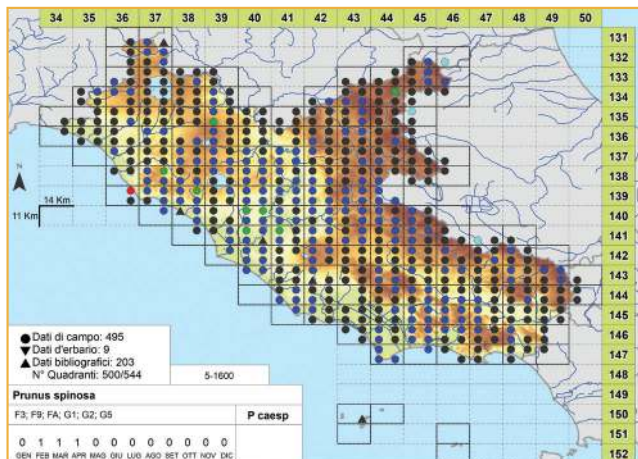 34 35 36 37 38 39 40 41 42 43 44 45 46 47 48 49 50
131
132
133
134
135
136
137
138
139
140
141
142
143
144
145
146
147
148
149
150
151
152
N
14 Km
11 Km
Dati di campo: 495
Dati d'erbario: 9
Dati bibliografici: 203
N° Quadranti: 500/544
5-1600
Prunus spinosa
F3; F9; FA; G1; G2; G5
P caesp
0 1 1 1 0 0 0 0 0 0 0 0
GEN FEB MAR APR MAG GIU LUG AGO SET OTT NOV DIC